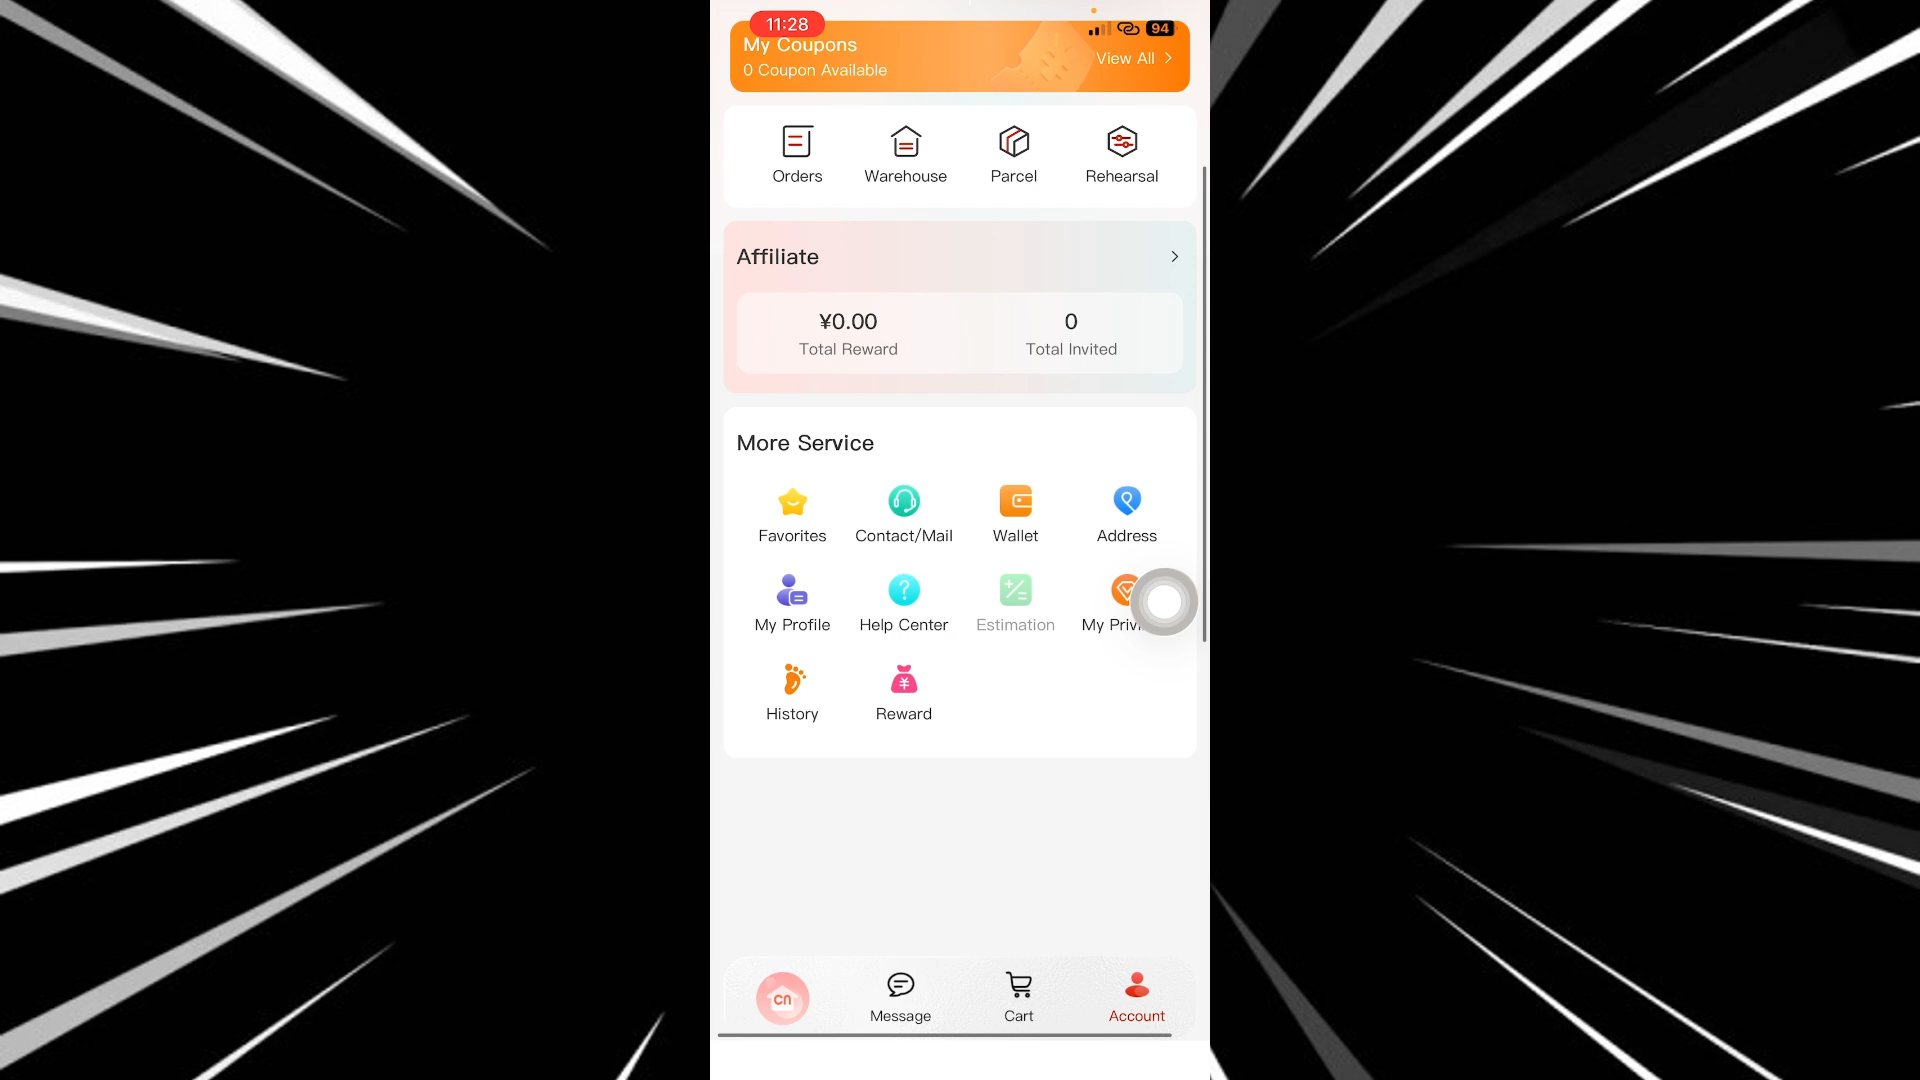 11:28
94
My Coupons
0 Coupon Available
View All
Orders
Warehouse
Parcel
Rehearsal
Affiliate
¥0.00
0
Total Reward
Total Invited
More Service
Favorites
Contact/Mail
Wallet
Address
My Profile
Help Center
Estimation
My
History
Reward
cn
Message
Cart
Account